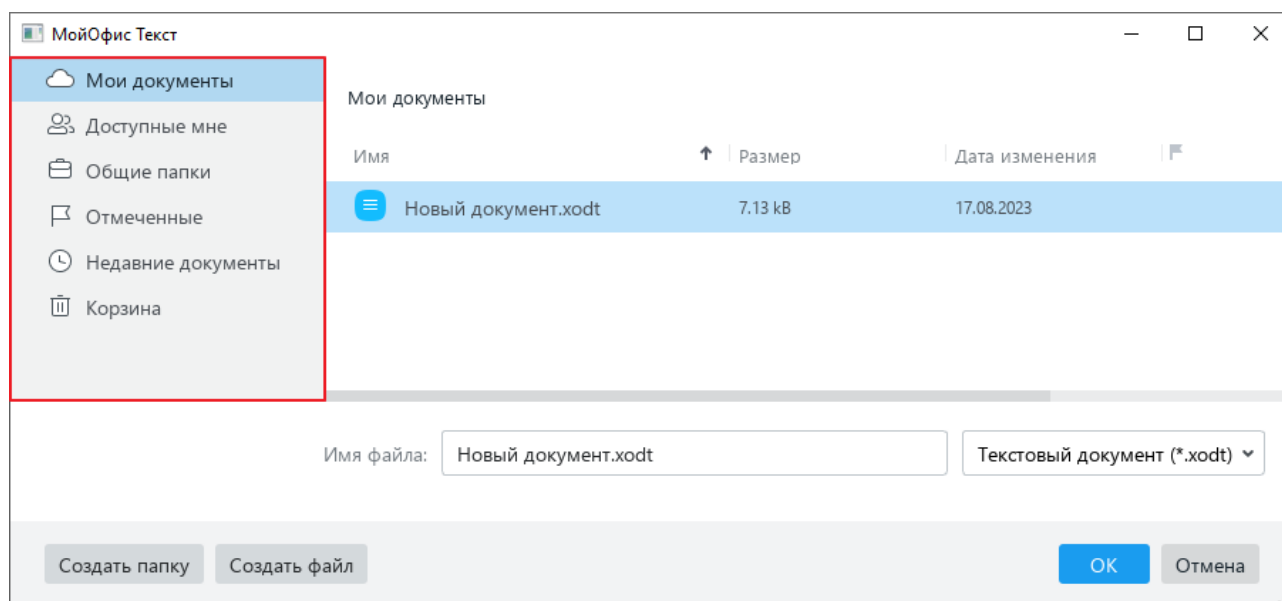 МойОфис Текст
Мои документы
Доступные мне
Общие папки
Отмеченные
Недавние документы
Корзина
Мои документы
Имя Размер Дата изменения
Новый документ.xodt 7.13 kB 17.08.2023
Имя файла: Новый документ.xodt Текстовый документ (*.xodt)
Создать папку Создать файл OK Отмена